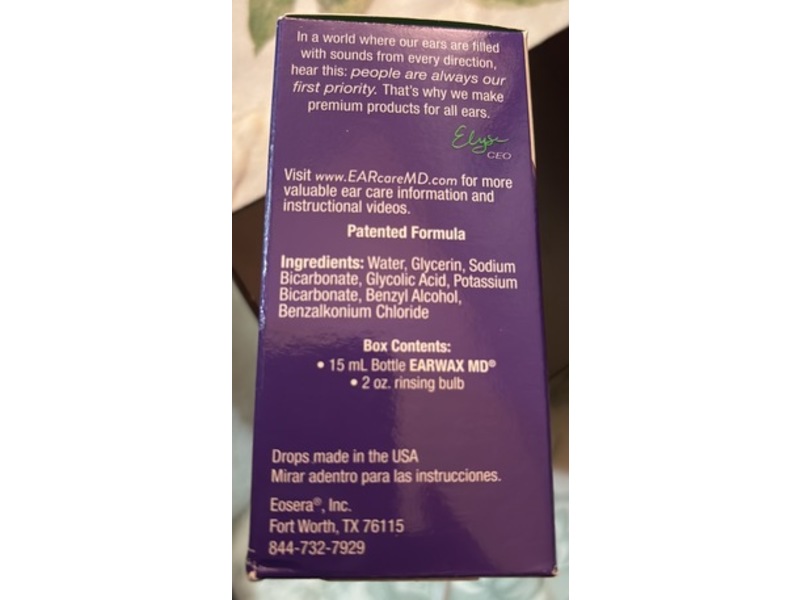 In a world where our ears are filled
with sounds from every direction,
hear this: people are always our
first priority. That's why we make
premium products for all ears.
Elyse
CEO
Visit www.EARcareMD.com for more
valuable ear care information and
instructional videos.
Patented Formula
Ingredients: Water, Glycerin, Sodium
Bicarbonate, Glycolic Acid, Potassium
Bicarbonate, Benzyl Alcohol,
Benzalkonium Chloride
Box Contents:
• 15 mL Bottle EARWAX MD®
• 2 oz. rinsing bulb
Drops made in the USA
Mirar adentro para las instrucciones.
Eosera®, Inc.
Fort Worth, TX 76115
844-732-7929